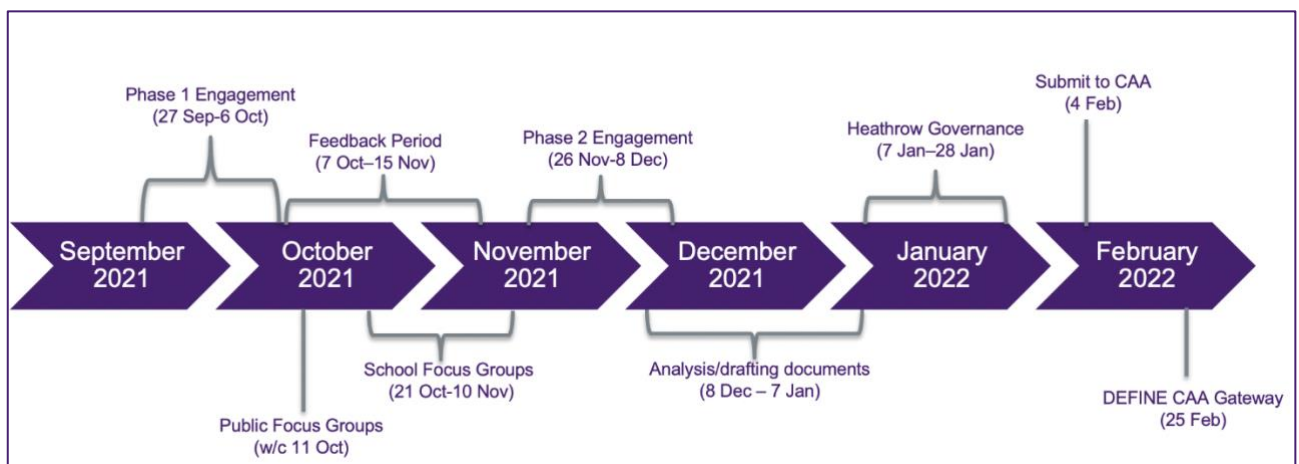 Phase 1 Engagement
(27 Sep-6 Oct)
Feedback Period
(7 Oct–15 Nov)
Phase 2 Engagement
(26 Nov-8 Dec)
Heathrow Governance
(7 Jan–28 Jan)
Submit to CAA
(4 Feb)
September
2021
October
2021
November
2021
December
2021
January
2022
February
2022
Public Focus Groups
(w/c 11 Oct)
School Focus Groups
(21 Oct-10 Nov)
Analysis/drafting documents
(8 Dec – 7 Jan)
DEFINE CAA Gateway
(25 Feb)